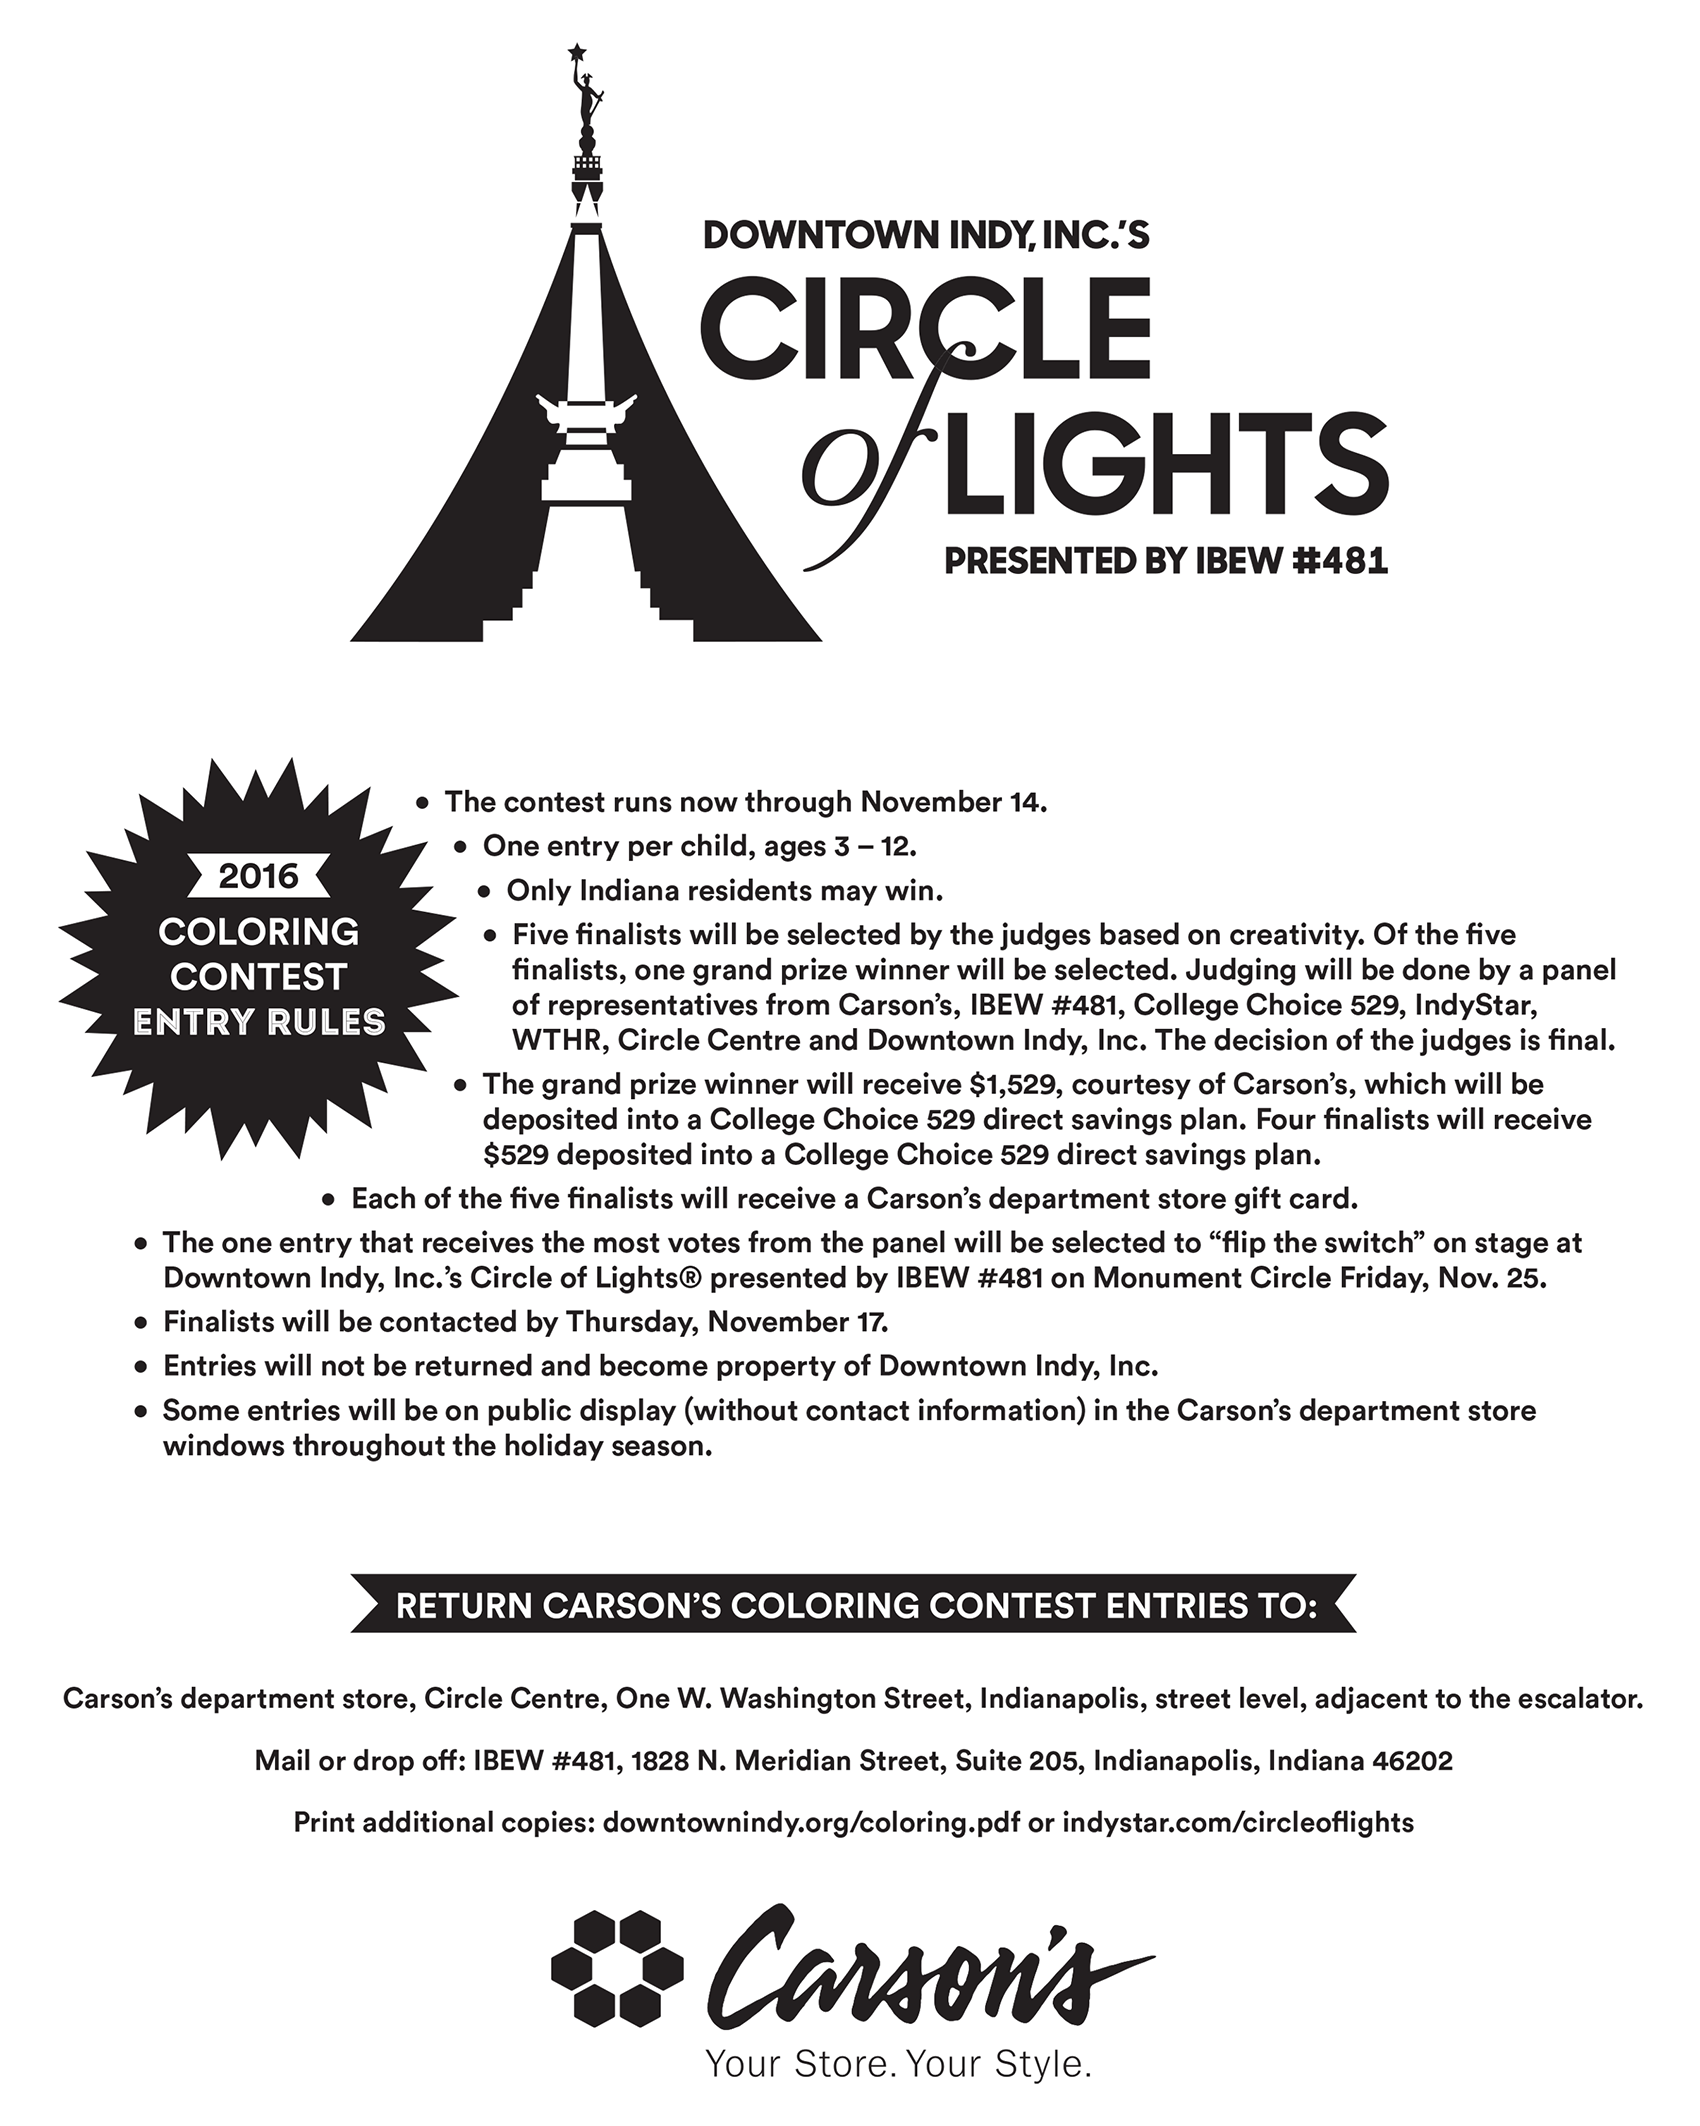 DOWNTOWN INDY, INC.'S
CIRCLE
of LIGHTS
PRESENTED BY IBEW #481
2016
COLORING
CONTEST
ENTRY RULES
• The contest runs now through November 14.
• One entry per child, ages 3 – 12.
• Only Indiana residents may win.
• Five finalists will be selected by the judges based on creativity. Of the five
finalists, one grand prize winner will be selected. Judging will be done by a panel
of representatives from Carson's, IBEW #481, College Choice 529, IndyStar,
WTHR, Circle Centre and Downtown Indy, Inc. The decision of the judges is final.
• The grand prize winner will receive $1,529, courtesy of Carson's, which will be
deposited into a College Choice 529 direct savings plan. Four finalists will receive
$529 deposited into a College Choice 529 direct savings plan.
• Each of the five finalists will receive a Carson's department store gift card.
• The one entry that receives the most votes from the panel will be selected to “flip the switch” on stage at
Downtown Indy, Inc.'s Circle of Lights® presented by IBEW #481 on Monument Circle Friday, Nov. 25.
• Finalists will be contacted by Thursday, November 17.
• Entries will not be returned and become property of Downtown Indy, Inc.
• Some entries will be on public display (without contact information) in the Carson's department store
windows throughout the holiday season.
RETURN CARSON'S COLORING CONTEST ENTRIES TO:
Carson's department store, Circle Centre, One W. Washington Street, Indianapolis, street level, adjacent to the escalator.
Mail or drop off: IBEW #481, 1828 N. Meridian Street, Suite 205, Indianapolis, Indiana 46202
Print additional copies: downtownindy.org/coloring.pdf or indystar.com/circleoflights
Carson's
Your Store. Your Style.